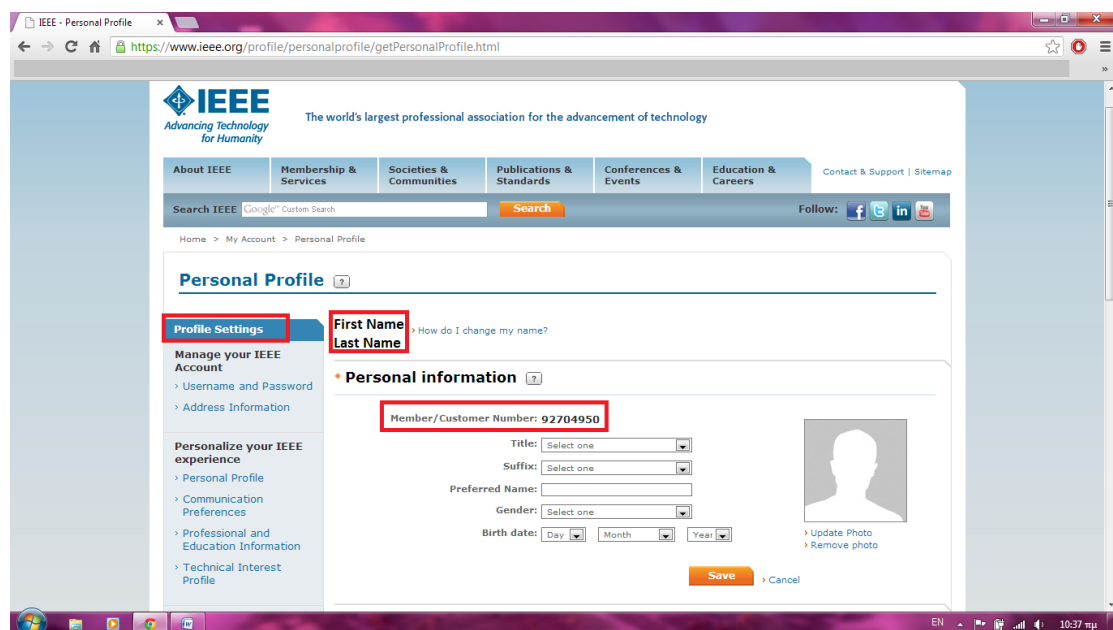 IEEE - Personal Profile
https://www.ieee.org/profile/personalprofile/getPersonalProfile.html
IEEE
Advancing Technology
for Humanity
The world's largest professional association for the advancement of technology
About IEEE
Membership & Services
Societies & Communities
Publications & Standards
Conferences & Events
Education & Careers
Contact & Support | Sitemap
Search IEEE Google™ Custom Search Search Follow:
Home > My Account > Personal Profile
Personal Profile ?
Profile Settings
Manage your IEEE
Account
› Username and Password
› Address Information
Personalize your IEEE
experience
› Personal Profile
› Communication
Preferences
› Professional and
Education Information
› Technical Interest
Profile
First Name
Last Name
› How do I change my name?
Personal information ?
Member/Customer Number: 92704950
Title: Select one
Suffix: Select one
Preferred Name:
Gender: Select one
Birth date: Day Month Year
› Update Photo
› Remove photo
Save › Cancel
EN 10:37 πμ